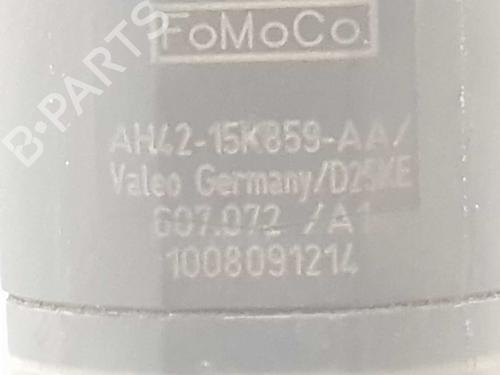 B-PARTS
FoMoCo.
AH42-15K859-AA/
Valeo Germany/D25KE
607.072 /A1
1008091214